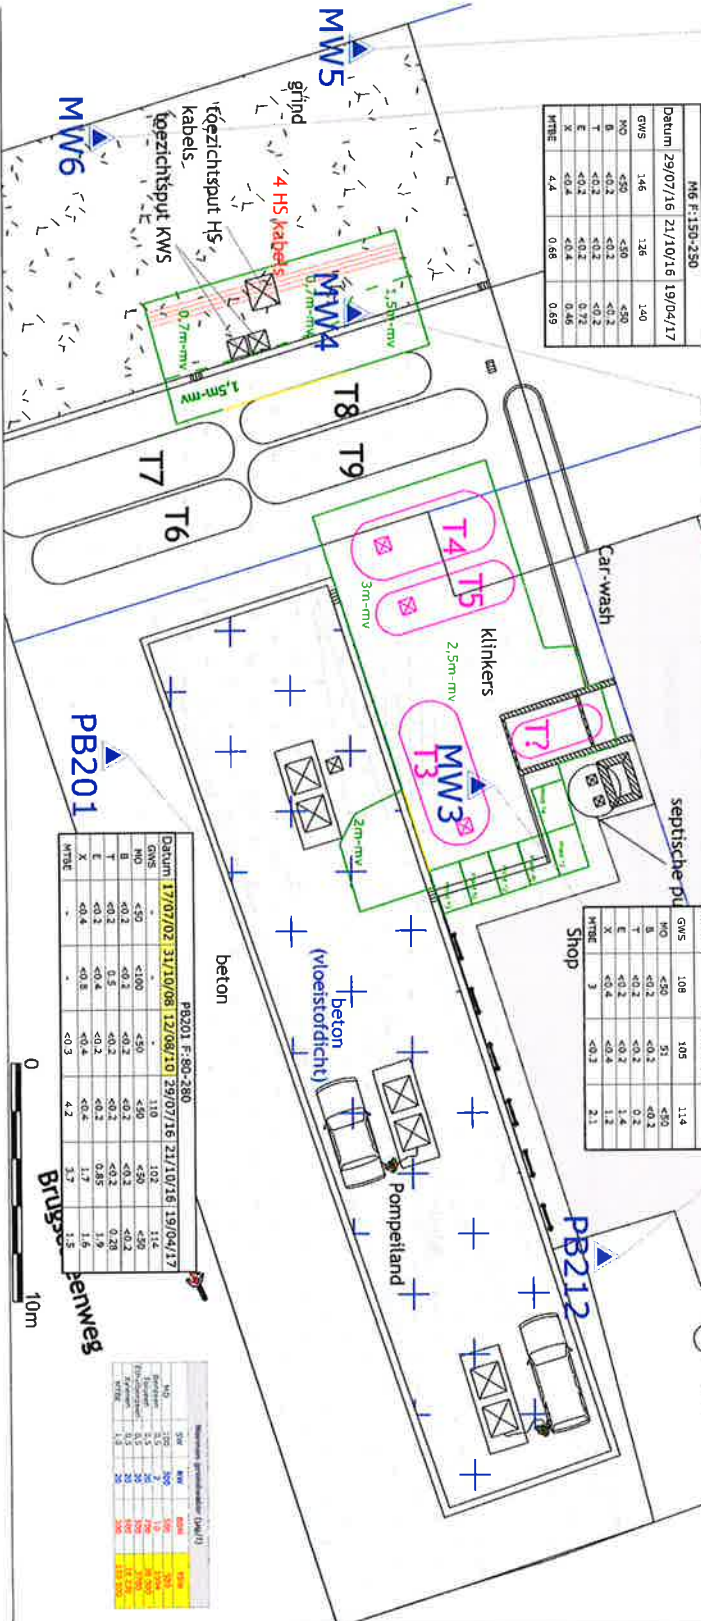 M6 F:150-250
Datum 29/07/16 21/10/16 19/04/17
GWS 146 126 140
MO <50 <50 <50
B <0.2 <0.2 <0.2
T <0.2 <0.2 <0.2
E <0.2 <0.2 0.72
X <0.4 <0.4 0.46
MTBE 4,4 0.68 0.69
MW5
MW6
grind
toezichtsput HS
kabels
toezichtsput KWS
4 HS kabels
MW4
1,5m-mv
0,7m-mv
0,7m-mv
1,5m-mv
T8
T9
T7
T6
T4
T5
3m-mv
klinkers
2,5m-mv
Car-wash
T?
T3
MW3
septische pu
Shop
GWS 108 105 114
MO <50 51 <50
B <0.2 <0.2 <0.2
T <0.2 <0.2 0.2
E <0.2 <0.2 1.4
X <0.4 <0.4 1.2
MTBE 3 <0.3 2.1
PB201
2m-mv
beton
beton
(vloeistofdicht)
Pompeiland
PB212
PB201 F:80-280
Datum 17/07/02 31/10/08 12/08/10 29/07/16 21/10/16 19/04/17
GWS - - - 110 102 114
MO <50 <100 <50 <50 <50 <50
B <0.2 <0.2 <0.2 <0.2 <0.2 <0.2
T <0.2 0.5 <0.2 <0.2 <0.2 0.28
E <0.2 <0.4 <0.2 <0.2 0.85 1.9
X <0.4 <0.8 <0.4 <0.4 1.7 1.6
MTBE - - <0.3 4.2 3.7 1.5
0
10m
enweg